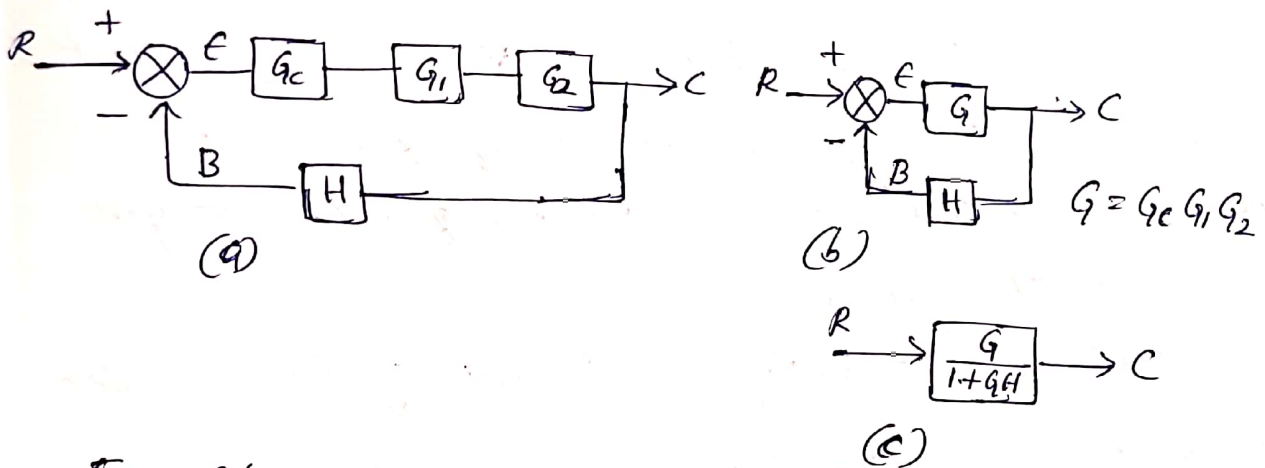 R + E Gc G1 G2 C
−
B H
(a)
R + E G C
−
B H
G = Gc G1 G2
(b)
R G/1+GH C
(c)